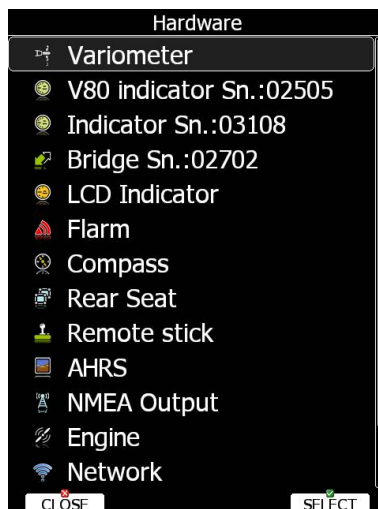 Hardware
Variometer
V80 indicator Sn.:02505
Indicator Sn.:03108
Bridge Sn.:02702
LCD Indicator
Flarm
Compass
Rear Seat
Remote stick
AHRS
NMEA Output
Engine
Network
CLOSE SELECT